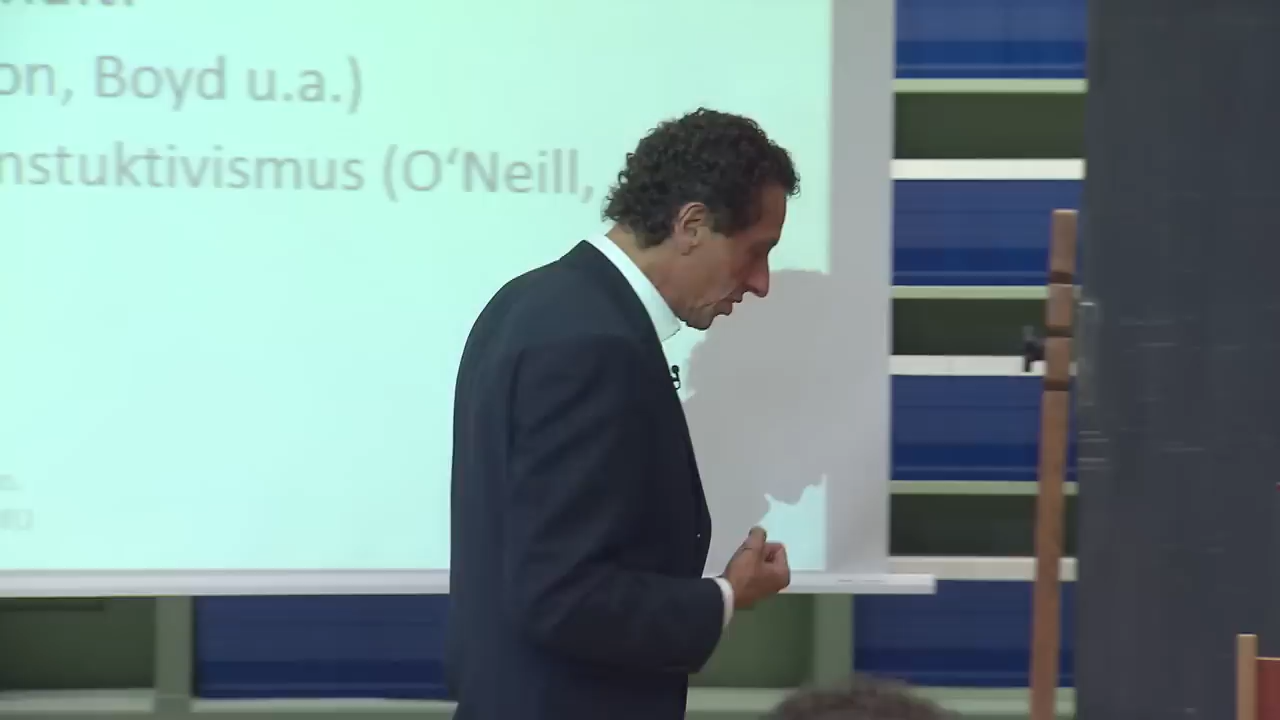 on, Boyd u.a.)
nstuktivismus (O‘Neill,